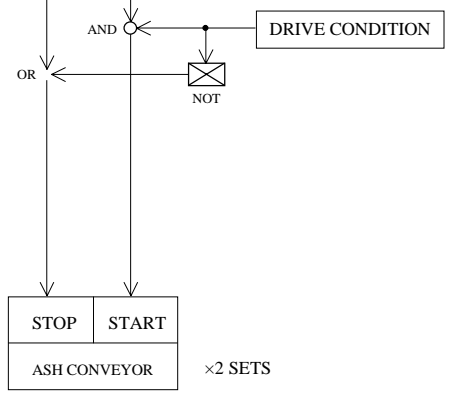 AND
DRIVE CONDITION
OR
NOT
STOP START
ASH CONVEYOR ×2 SETS